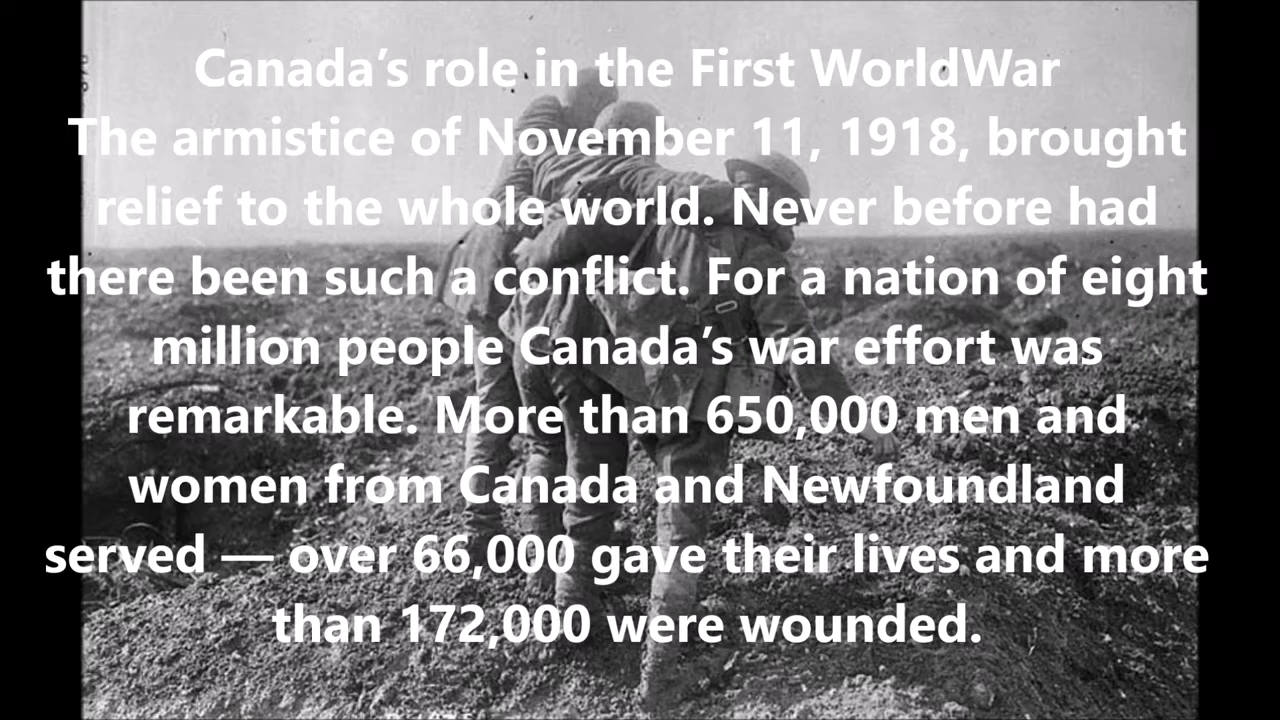 Canada’s role in the First WorldWar
The armistice of November 11, 1918, brought
relief to the whole world. Never before had
there been such a conflict. For a nation of eight
million people Canada’s war effort was
remarkable. More than 650,000 men and
women from Canada and Newfoundland
served — over 66,000 gave their lives and more
than 172,000 were wounded.